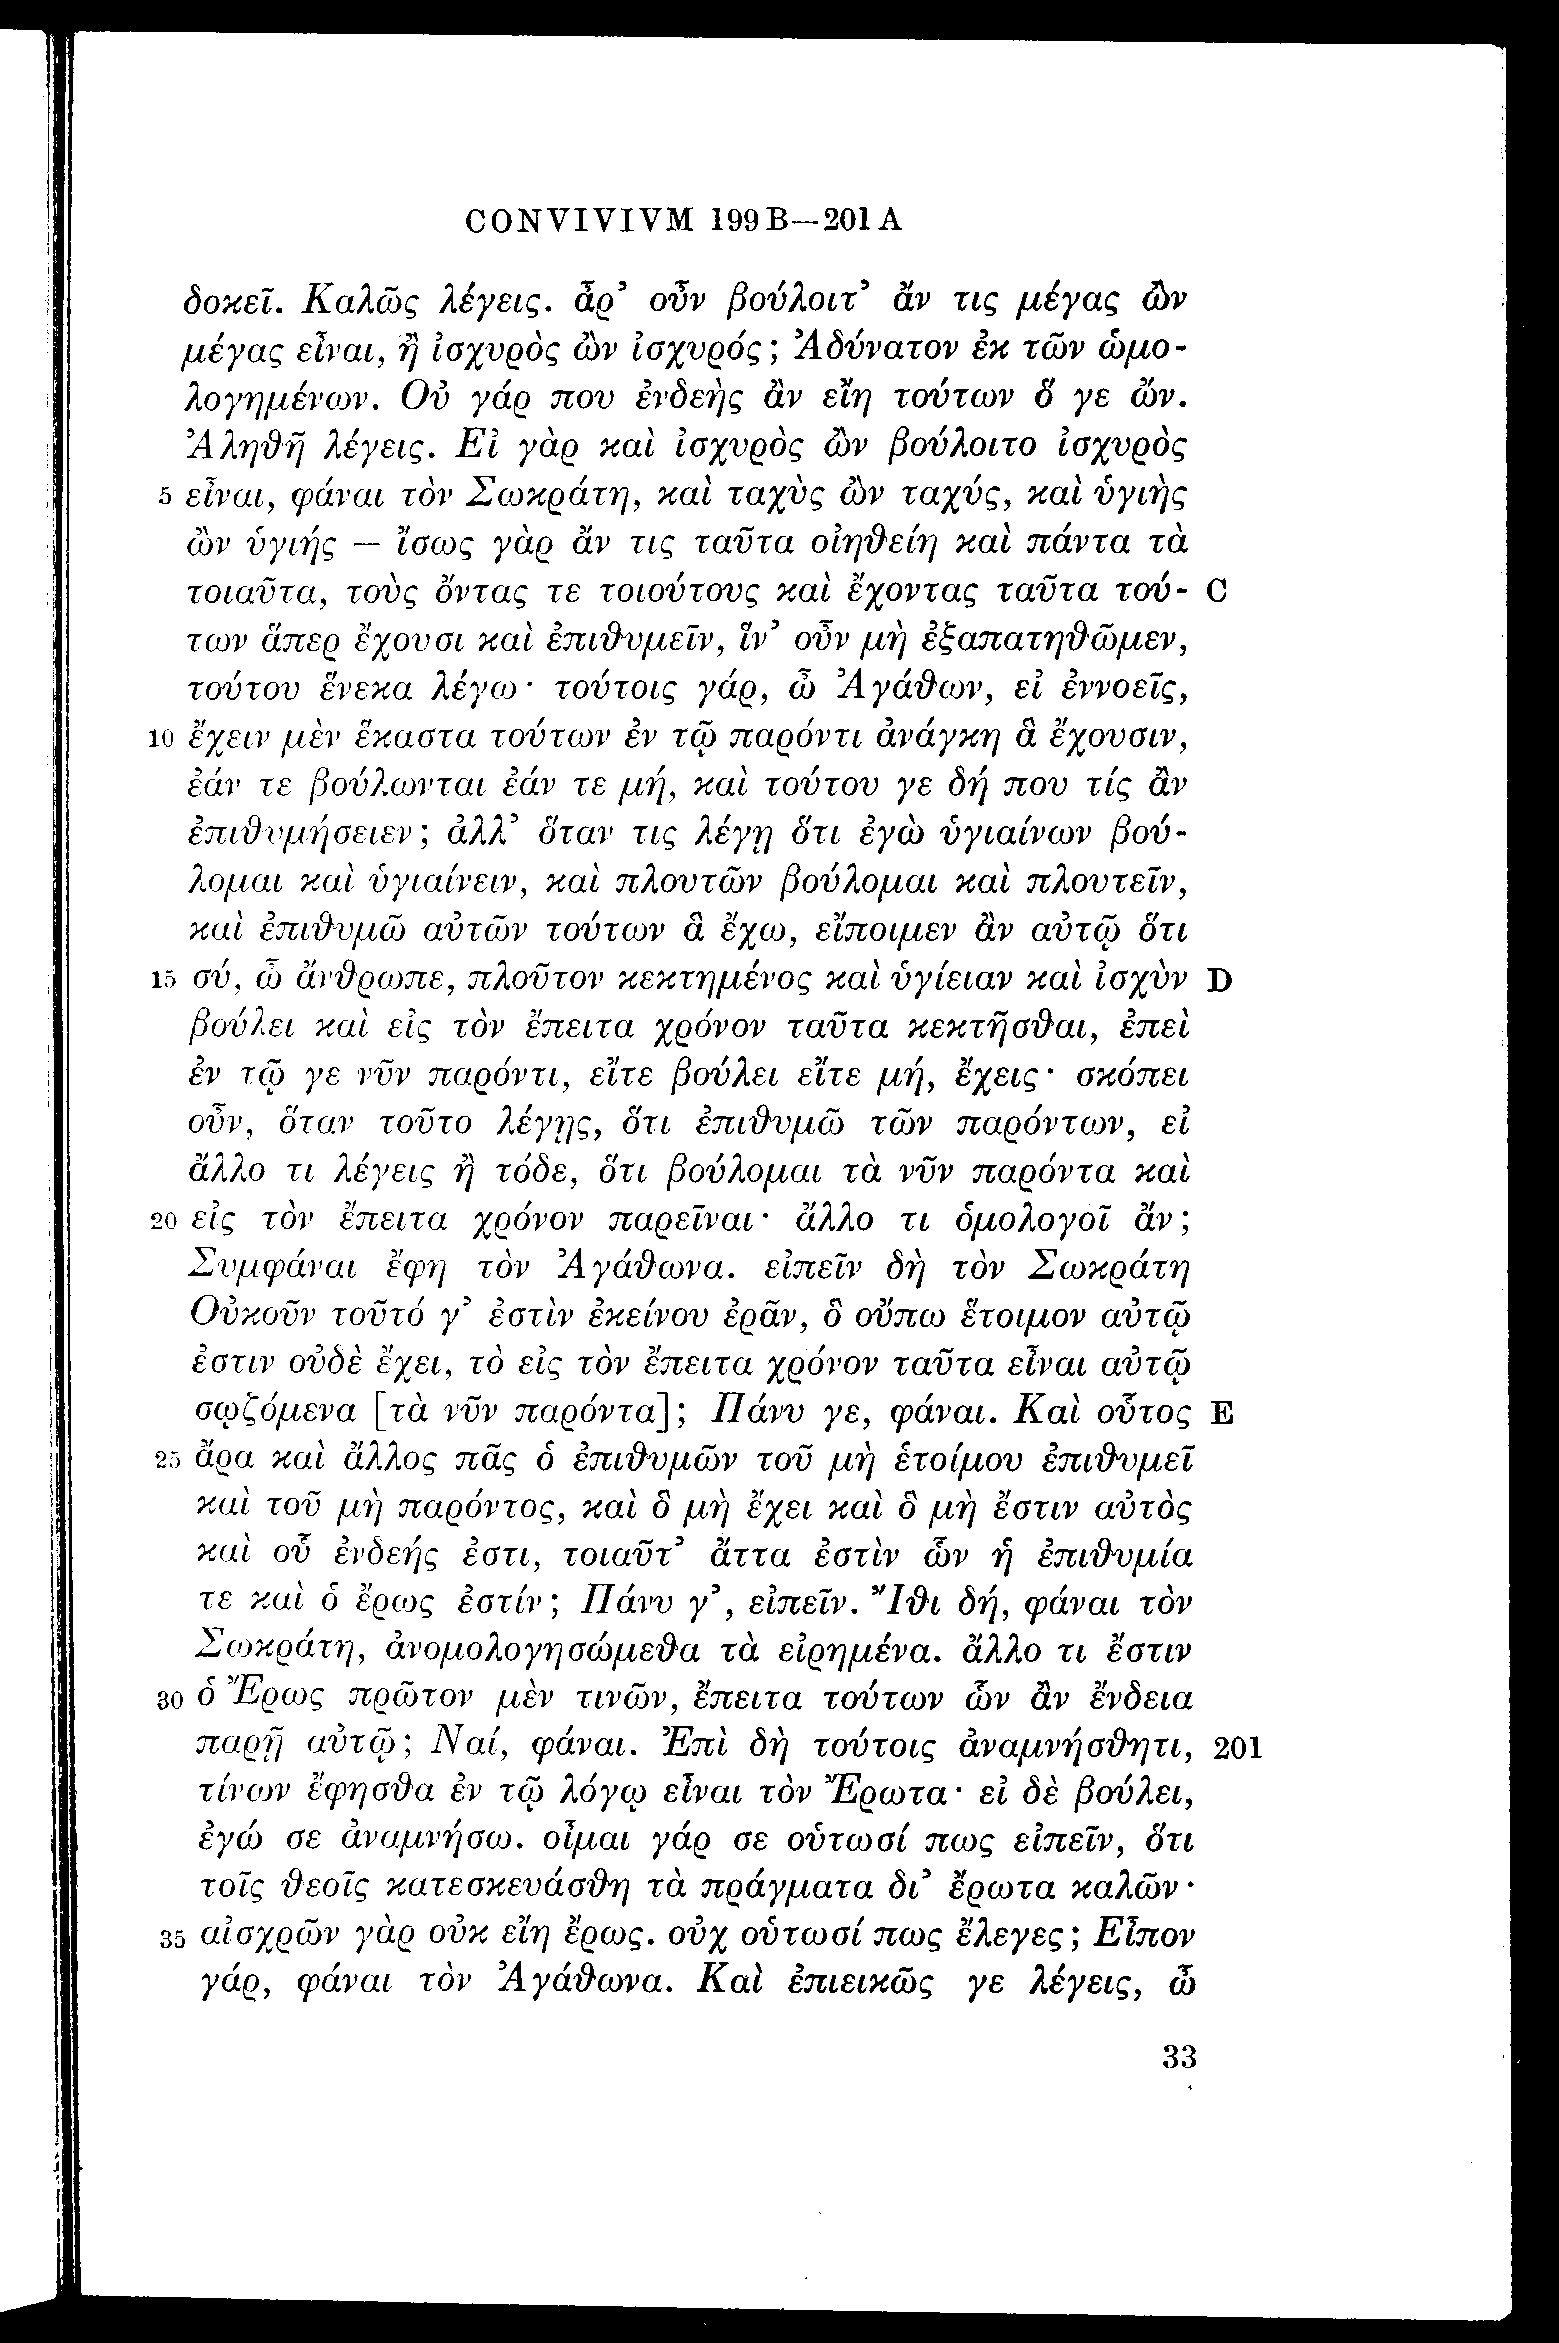 CONVIVIVM 199 B—201 A
δοκεῖ. Καλῶς λέγεις. ἆρ’ οὖν βούλοιτ’ ἄν τις μέγας ὢν
μέγας εἶναι, ἢ ἰσχυρὸς ὢν ἰσχυρός; Ἀδύνατον ἐκ τῶν ὡμο-
λογημένων. Οὐ γάρ που ἐνδεὴς ἂν εἴη τούτων ὅ γε ὤν.
Ἀληθῆ λέγεις. Εἰ γὰρ καὶ ἰσχυρὸς ὢν βούλοιτο ἰσχυρὸς
5 εἶναι, φάναι τὸν Σωκράτη, καὶ ταχὺς ὢν ταχύς, καὶ ὑγιὴς
ὢν ὑγιής — ἴσως γὰρ ἄν τις ταῦτα οἰηθείη καὶ πάντα τὰ
τοιαῦτα, τοὺς ὄντας τε τοιούτους καὶ ἔχοντας ταῦτα τού- C
των ἅπερ ἔχουσι καὶ ἐπιθυμεῖν, ἵν’ οὖν μὴ ἐξαπατηθῶμεν,
τούτου ἕνεκα λέγω· τούτοις γάρ, ὦ Ἀγάθων, εἰ ἐννοεῖς,
10 ἔχειν μὲν ἕκαστα τούτων ἐν τῷ παρόντι ἀνάγκη ἃ ἔχουσιν,
ἐάν τε βούλωνται ἐάν τε μή, καὶ τούτου γε δή που τίς ἂν
ἐπιθυμήσειεν; ἀλλ’ ὅταν τις λέγῃ ὅτι ἐγὼ ὑγιαίνων βού-
λομαι καὶ ὑγιαίνειν, καὶ πλουτῶν βούλομαι καὶ πλουτεῖν,
καὶ ἐπιθυμῶ αὐτῶν τούτων ἃ ἔχω, εἴποιμεν ἂν αὐτῷ ὅτι
15 σύ, ὦ ἄνθρωπε, πλοῦτον κεκτημένος καὶ ὑγίειαν καὶ ἰσχὺν D
βούλει καὶ εἰς τὸν ἔπειτα χρόνον ταῦτα κεκτῆσθαι, ἐπεὶ
ἐν τῷ γε νῦν παρόντι, εἴτε βούλει εἴτε μή, ἔχεις· σκόπει
οὖν, ὅταν τοῦτο λέγῃς, ὅτι ἐπιθυμῶ τῶν παρόντων, εἰ
ἄλλο τι λέγεις ἢ τόδε, ὅτι βούλομαι τὰ νῦν παρόντα καὶ
20 εἰς τὸν ἔπειτα χρόνον παρεῖναι· ἄλλο τι ὁμολογοῖ ἄν;
Συμφάναι ἔφη τὸν Ἀγάθωνα. εἰπεῖν δὴ τὸν Σωκράτη
Οὐκοῦν τοῦτό γ’ ἐστὶν ἐκείνου ἐρᾶν, ὃ οὔπω ἕτοιμον αὐτῷ
ἐστιν οὐδὲ ἔχει, τὸ εἰς τὸν ἔπειτα χρόνον ταῦτα εἶναι αὐτῷ
σῳζόμενα [τὰ νῦν παρόντα]; Πάνυ γε, φάναι. Καὶ οὗτος E
25 ἄρα καὶ ἄλλος πᾶς ὁ ἐπιθυμῶν τοῦ μὴ ἑτοίμου ἐπιθυμεῖ
καὶ τοῦ μὴ παρόντος, καὶ ὃ μὴ ἔχει καὶ ὃ μὴ ἔστιν αὐτὸς
καὶ οὗ ἐνδεής ἐστι, τοιαῦτ’ ἄττα ἐστὶν ὧν ἡ ἐπιθυμία
τε καὶ ὁ ἔρως ἐστίν; Πάνυ γ’, εἰπεῖν. Ἴθι δή, φάναι τὸν
Σωκράτη, ἀνομολογησώμεθα τὰ εἰρημένα. ἄλλο τι ἔστιν
30 ὁ Ἔρως πρῶτον μὲν τινῶν, ἔπειτα τούτων ὧν ἂν ἔνδεια
παρῇ αὐτῷ; Ναί, φάναι. Ἐπὶ δὴ τούτοις ἀναμνήσθητι, 201
τίνων ἔφησθα ἐν τῷ λόγῳ εἶναι τὸν Ἔρωτα· εἰ δὲ βούλει,
ἐγώ σε ἀναμνήσω. οἶμαι γάρ σε οὑτωσί πως εἰπεῖν, ὅτι
τοῖς θεοῖς κατεσκευάσθη τὰ πράγματα δι’ ἔρωτα καλῶν·
35 αἰσχρῶν γὰρ οὐκ εἴη ἔρως. οὐχ οὑτωσί πως ἔλεγες; Εἶπον
γάρ, φάναι τὸν Ἀγάθωνα. Καὶ ἐπιεικῶς γε λέγεις, ὦ
33